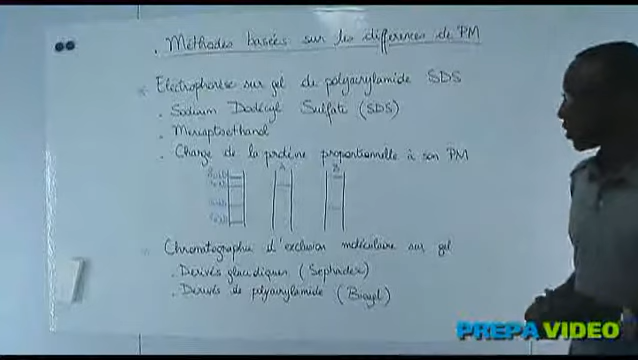 . Méthodes basées sur les différences de PM
* Electrophorèse sur gel de polyacrylamide SDS
. Sodium Dodécyl Sulfate (SDS)
. Mercaptoethanol
. Charge de la protéine proportionnelle à son PM
A B
Chromatographie d'exclusion moléculaire sur gel
. Dérivés glucidiques (Sephadex)
. Dérivés de polyacrylamide (Biogel)
PREPA VIDEO